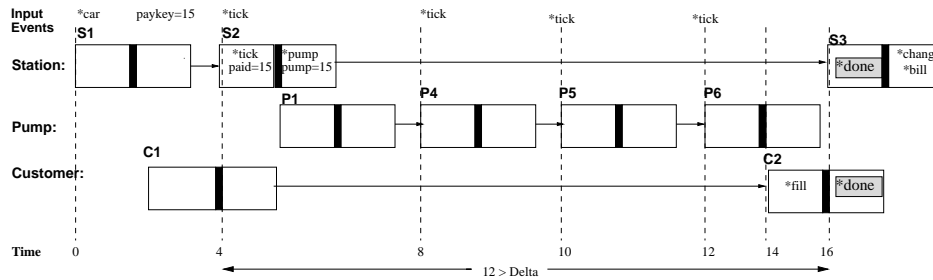 Input Events *car paykey=15 *tick *tick *tick *tick
S1 S2 S3
Station: *tick paid=15 *pump pump=15 *done *chang *bill
P1 P4 P5 P6
Pump:
C1 C2
Customer: *fill *done
Time 0 4 8 10 12 14 16
12 > Delta